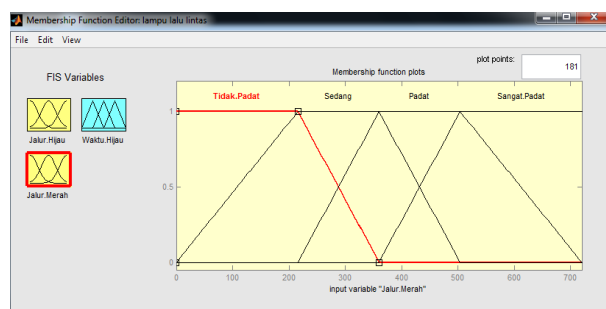 Membership Function Editor: lampu lalu lintas
File Edit View
FIS Variables
Jalur.Hijau Waktu.Hijau
Jalur.Merah
plot points: 181
Membership function plots
Tidak.Padat Sedang Padat Sangat.Padat
1
0.5
0
0 100 200 300 400 500 600 700
input variable "Jalur.Merah"